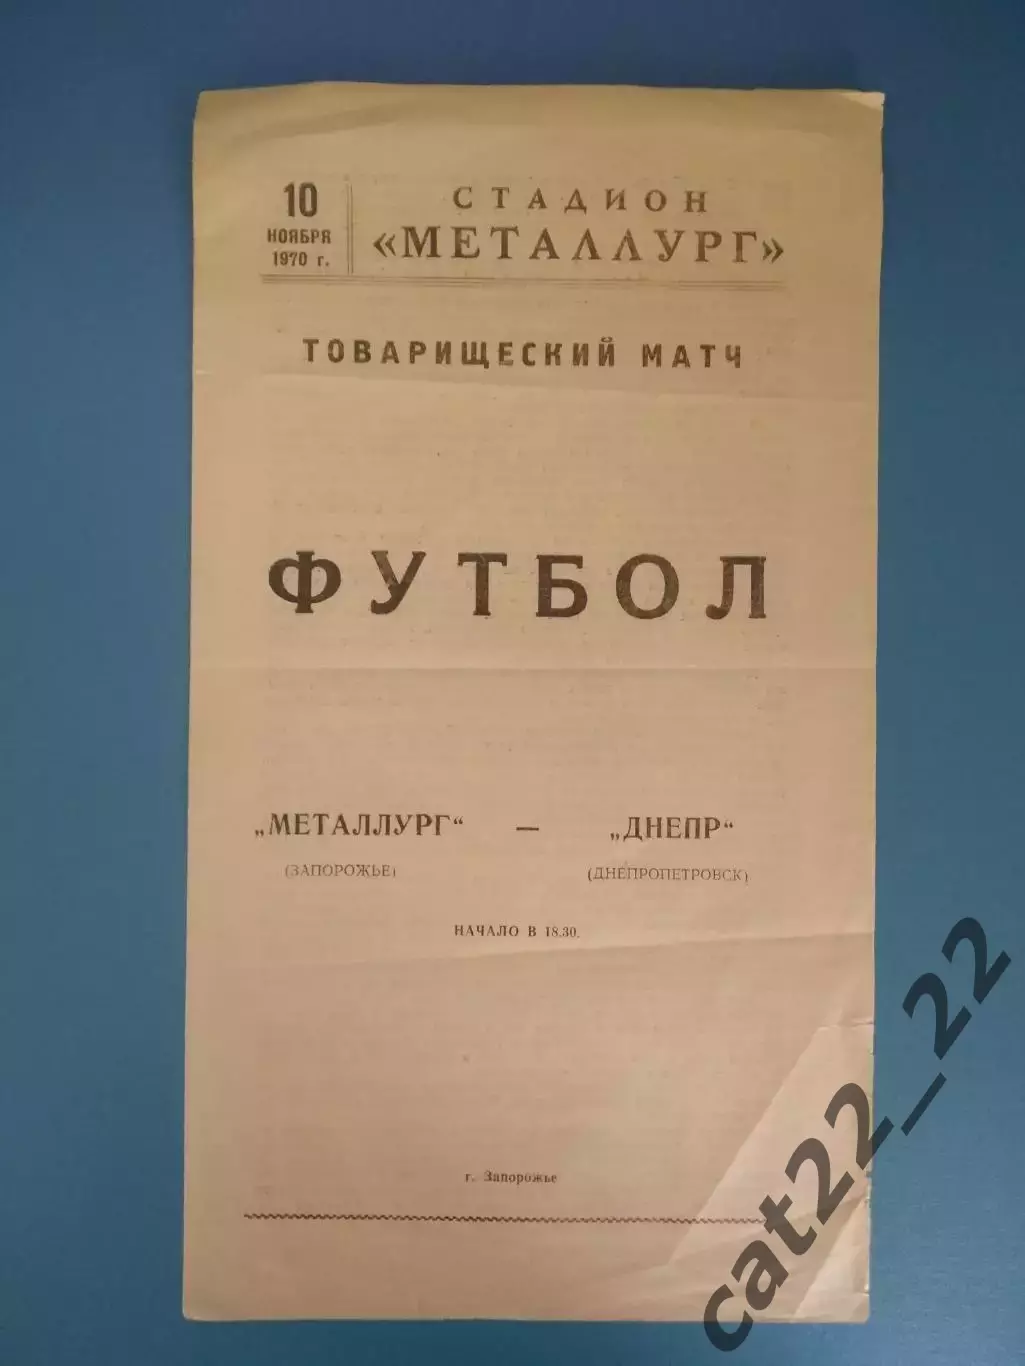 10
НОЯБРЯ
1970 г.
СТАДИОН
«МЕТАЛЛУРГ»
ТОВАРИЩЕСКИЙ МАТЧ
ФУТБОЛ
„МЕТАЛЛУРГ“ — „ДНЕПР“
(ЗАПОРОЖЬЕ) (ДНЕПРОПЕТРОВСК)
НАЧАЛО В 18.30.
г. Запорожье
cat22_22